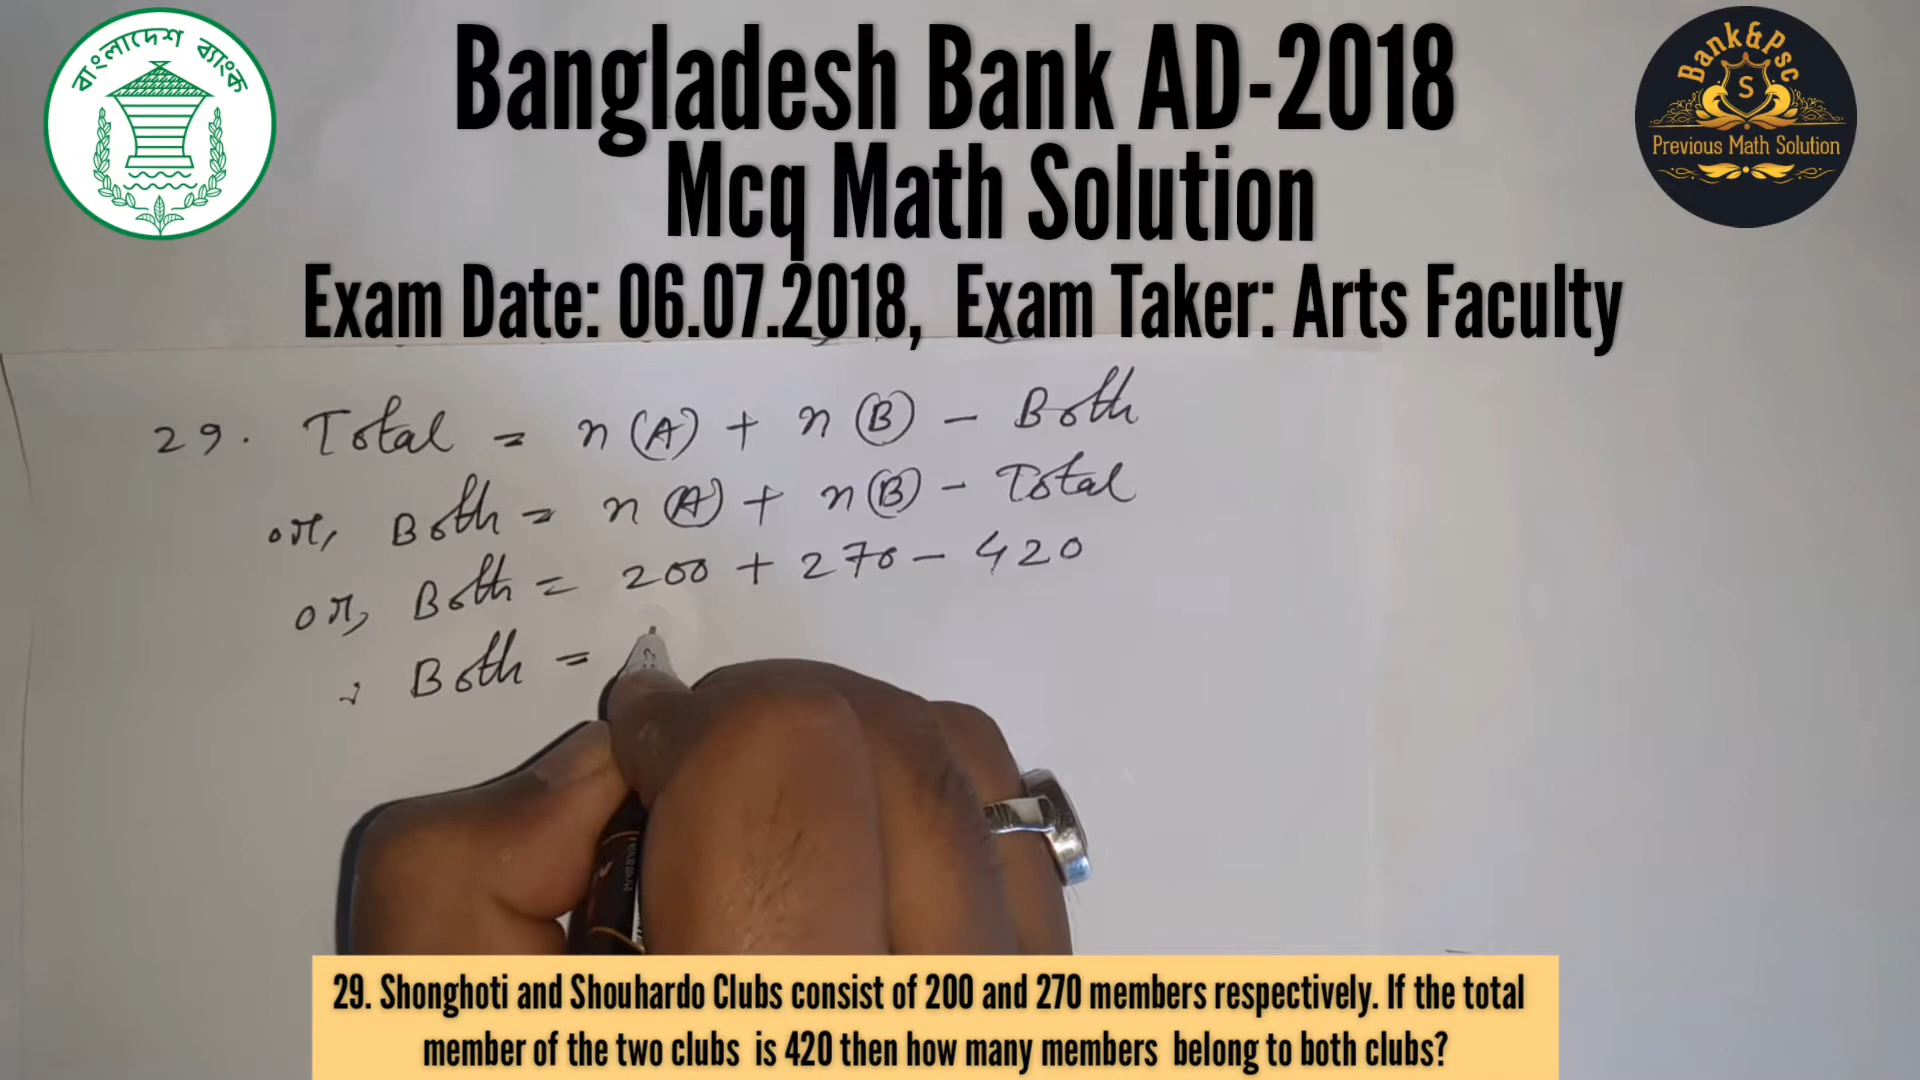 বাংলাদেশ ব্যাংক
Bank&Psc
S
Previous Math Solution
Bangladesh Bank AD-2018
Mcq Math Solution
Exam Date: 06.07.2018, Exam Taker: Arts Faculty
29. Total = n(A) + n(B) - Both
or, Both = n(A) + n(B) - Total
or, Both = 200 + 270 - 420
∴ Both =
29. Shonghoti and Shouhardo Clubs consist of 200 and 270 members respectively. If the total
member of the two clubs is 420 then how many members belong to both clubs?